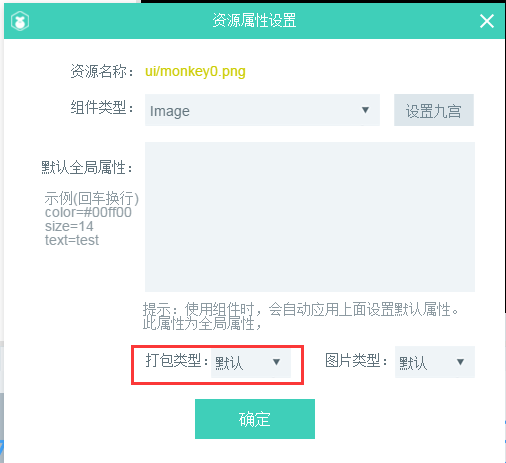 资源属性设置
资源名称： ui/monkey0.png
组件类型： Image 设置九宫
默认全局属性：
示例(回车换行)
color=#00ff00
size=14
text=test
提示：使用组件时，会自动应用上面设置默认属性。
此属性为全局属性，
打包类型： 默认 图片类型： 默认
确定